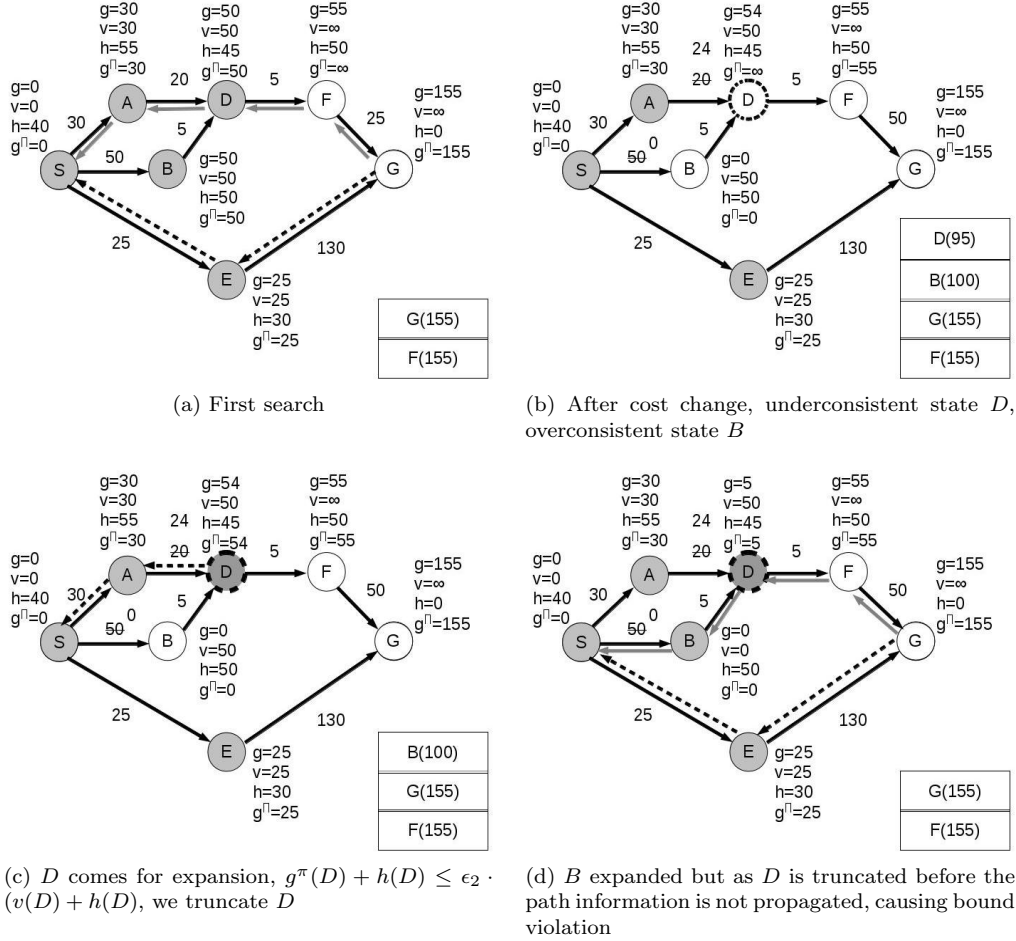 g=30
v=30
h=55
g∏=30
g=50
v=50
h=45
g∏=50
g=55
v=∞
h=50
g∏=∞
g=0
v=0
h=40
g∏=0
g=155
v=∞
h=0
g∏=155
A
20
D
5
F
30
5
25
S
50
B
G
g=50
v=50
h=50
g∏=50
25
130
E
g=25
v=25
h=30
g∏=25
G(155)
F(155)
(a) First search
g=30
v=30
h=55
g∏=30
24
20
g=54
v=50
h=45
g∏=∞
g=55
v=∞
h=50
g∏=55
g=0
v=0
h=40
g∏=0
g=155
v=∞
h=0
g∏=155
A
D
5
F
30
5
50
S
50 0
B
G
g=0
v=50
h=50
g∏=0
25
130
E
g=25
v=25
h=30
g∏=25
D(95)
B(100)
G(155)
F(155)
(b) After cost change, underconsistent state D,
overconsistent state B
g=30
v=30
h=55
g∏=30
24
20
g=54
v=50
h=45
g∏=54
g=55
v=∞
h=50
g∏=55
g=0
v=0
h=40
g∏=0
g=155
v=∞
h=0
g∏=155
A
D
5
F
30
5
50
S
50 0
B
G
g=0
v=50
h=50
g∏=0
25
130
E
g=25
v=25
h=30
g∏=25
B(100)
G(155)
F(155)
(c) D comes for expansion, g^π(D) + h(D) ≤ ϵ₂ ·
(v(D) + h(D), we truncate D
g=30
v=30
h=55
g∏=30
24
20
g=5
v=50
h=45
g∏=5
g=55
v=∞
h=50
g∏=55
g=0
v=0
h=40
g∏=0
g=155
v=∞
h=0
g∏=155
A
D
5
F
30
5
50
S
50 0
B
G
g=0
v=0
h=50
g∏=0
25
130
E
g=25
v=25
h=30
g∏=25
G(155)
F(155)
(d) B expanded but as D is truncated before the
path information is not propagated, causing bound
violation